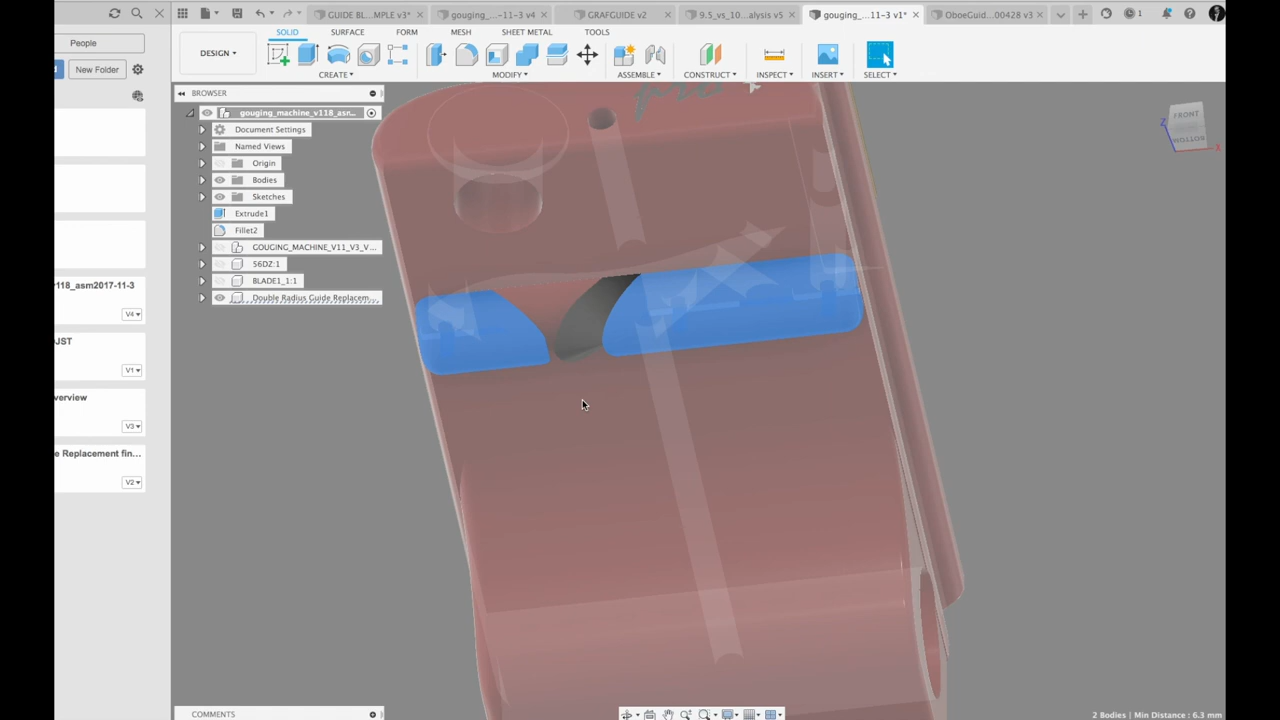 GUIDE BL...MPLE v3*
gouging_...-11-3 v4
GRAFGUIDE v2
9.5_vs_10...alysis v5
gouging_...11-3 v1*
OboeGuid...00428 v3
1
People
New Folder
v118_asm2017-11-3
V4
JST
V1
verview
V3
e Replacement fin...
V2
DESIGN
SOLID
SURFACE
FORM
MESH
SHEET METAL
TOOLS
CREATE
MODIFY
ASSEMBLE
CONSTRUCT
INSPECT
INSERT
SELECT
BROWSER
gouging_machine_v118_asn...
Document Settings
Named Views
Origin
Bodies
Sketches
Extrude1
Fillet2
GOUGING_MACHINE_V11_V3_V...
56DZ:1
BLADE1_1:1
Double Radius Guide Replacem...
pro
FRONT
BOTTOM
Z
X
COMMENTS
2 Bodies | Min Distance : 6.3 mm